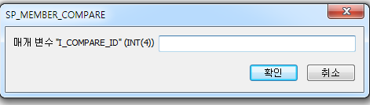 SP_MEMBER_COMPARE
매개 변수 "I_COMPARE_ID" (INT(4))
확인 취소